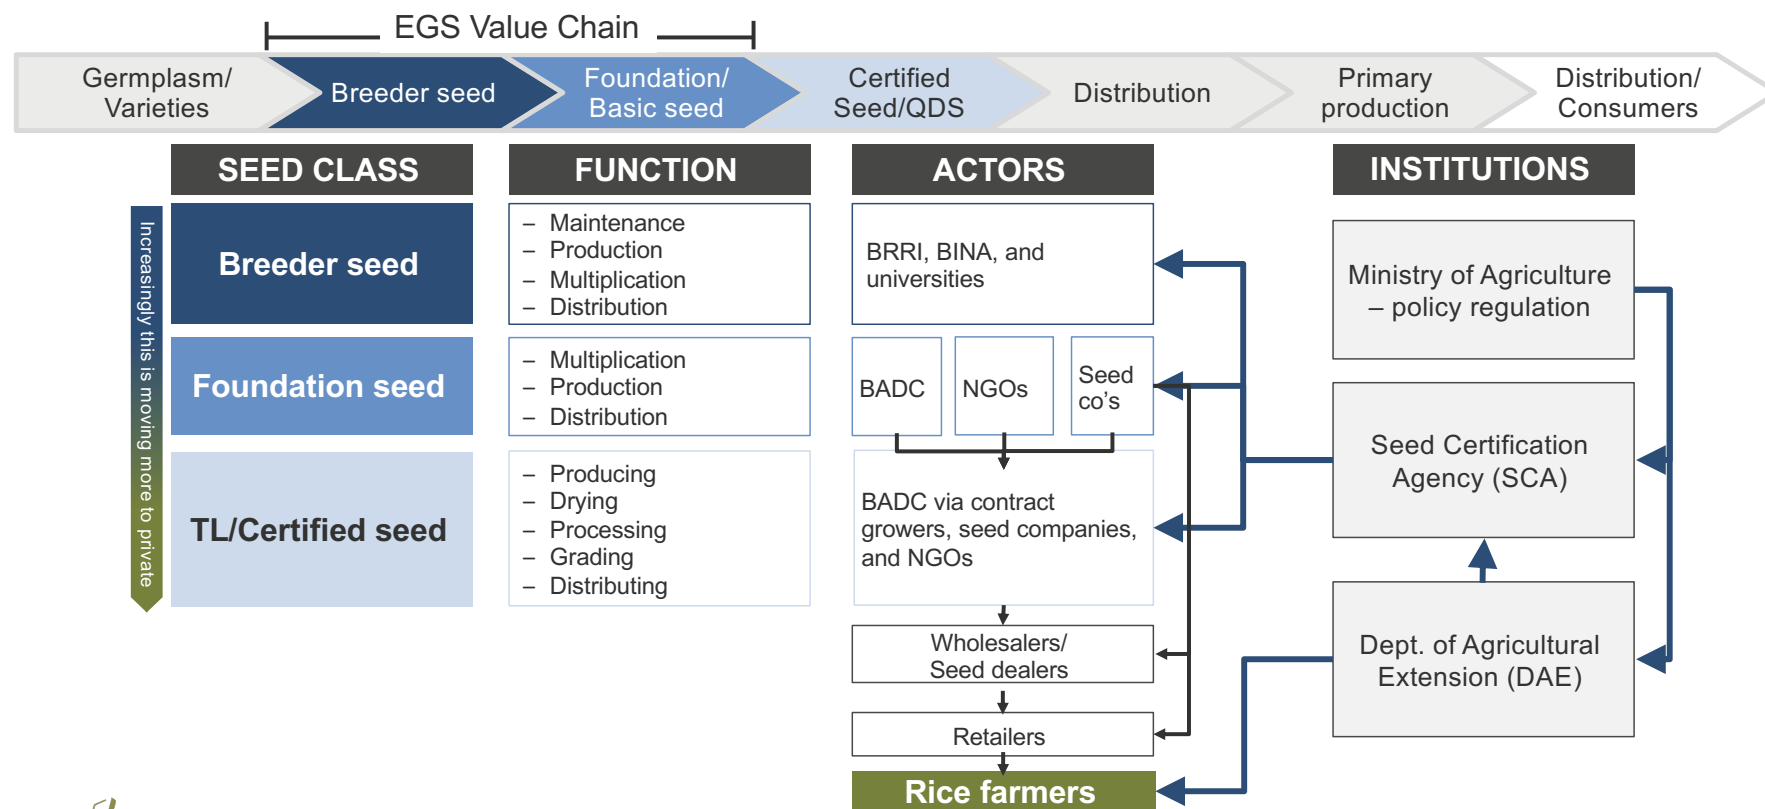 EGS Value Chain
Germplasm/
Varieties
Breeder seed
Foundation/
Basic seed
Certified
Seed/QDS
Distribution
Primary
production
Distribution/
Consumers
SEED CLASS
FUNCTION
ACTORS
INSTITUTIONS
Increasingly this is moving more to private
Breeder seed
– Maintenance
– Production
– Multiplication
– Distribution
BRRI, BINA, and
universities
Ministry of Agriculture
– policy regulation
Foundation seed
– Multiplication
– Production
– Distribution
BADC
NGOs
Seed
co's
Seed Certification
Agency (SCA)
TL/Certified seed
– Producing
– Drying
– Processing
– Grading
– Distributing
BADC via contract
growers, seed companies,
and NGOs
Wholesalers/
Seed dealers
Dept. of Agricultural
Extension (DAE)
Retailers
Rice farmers